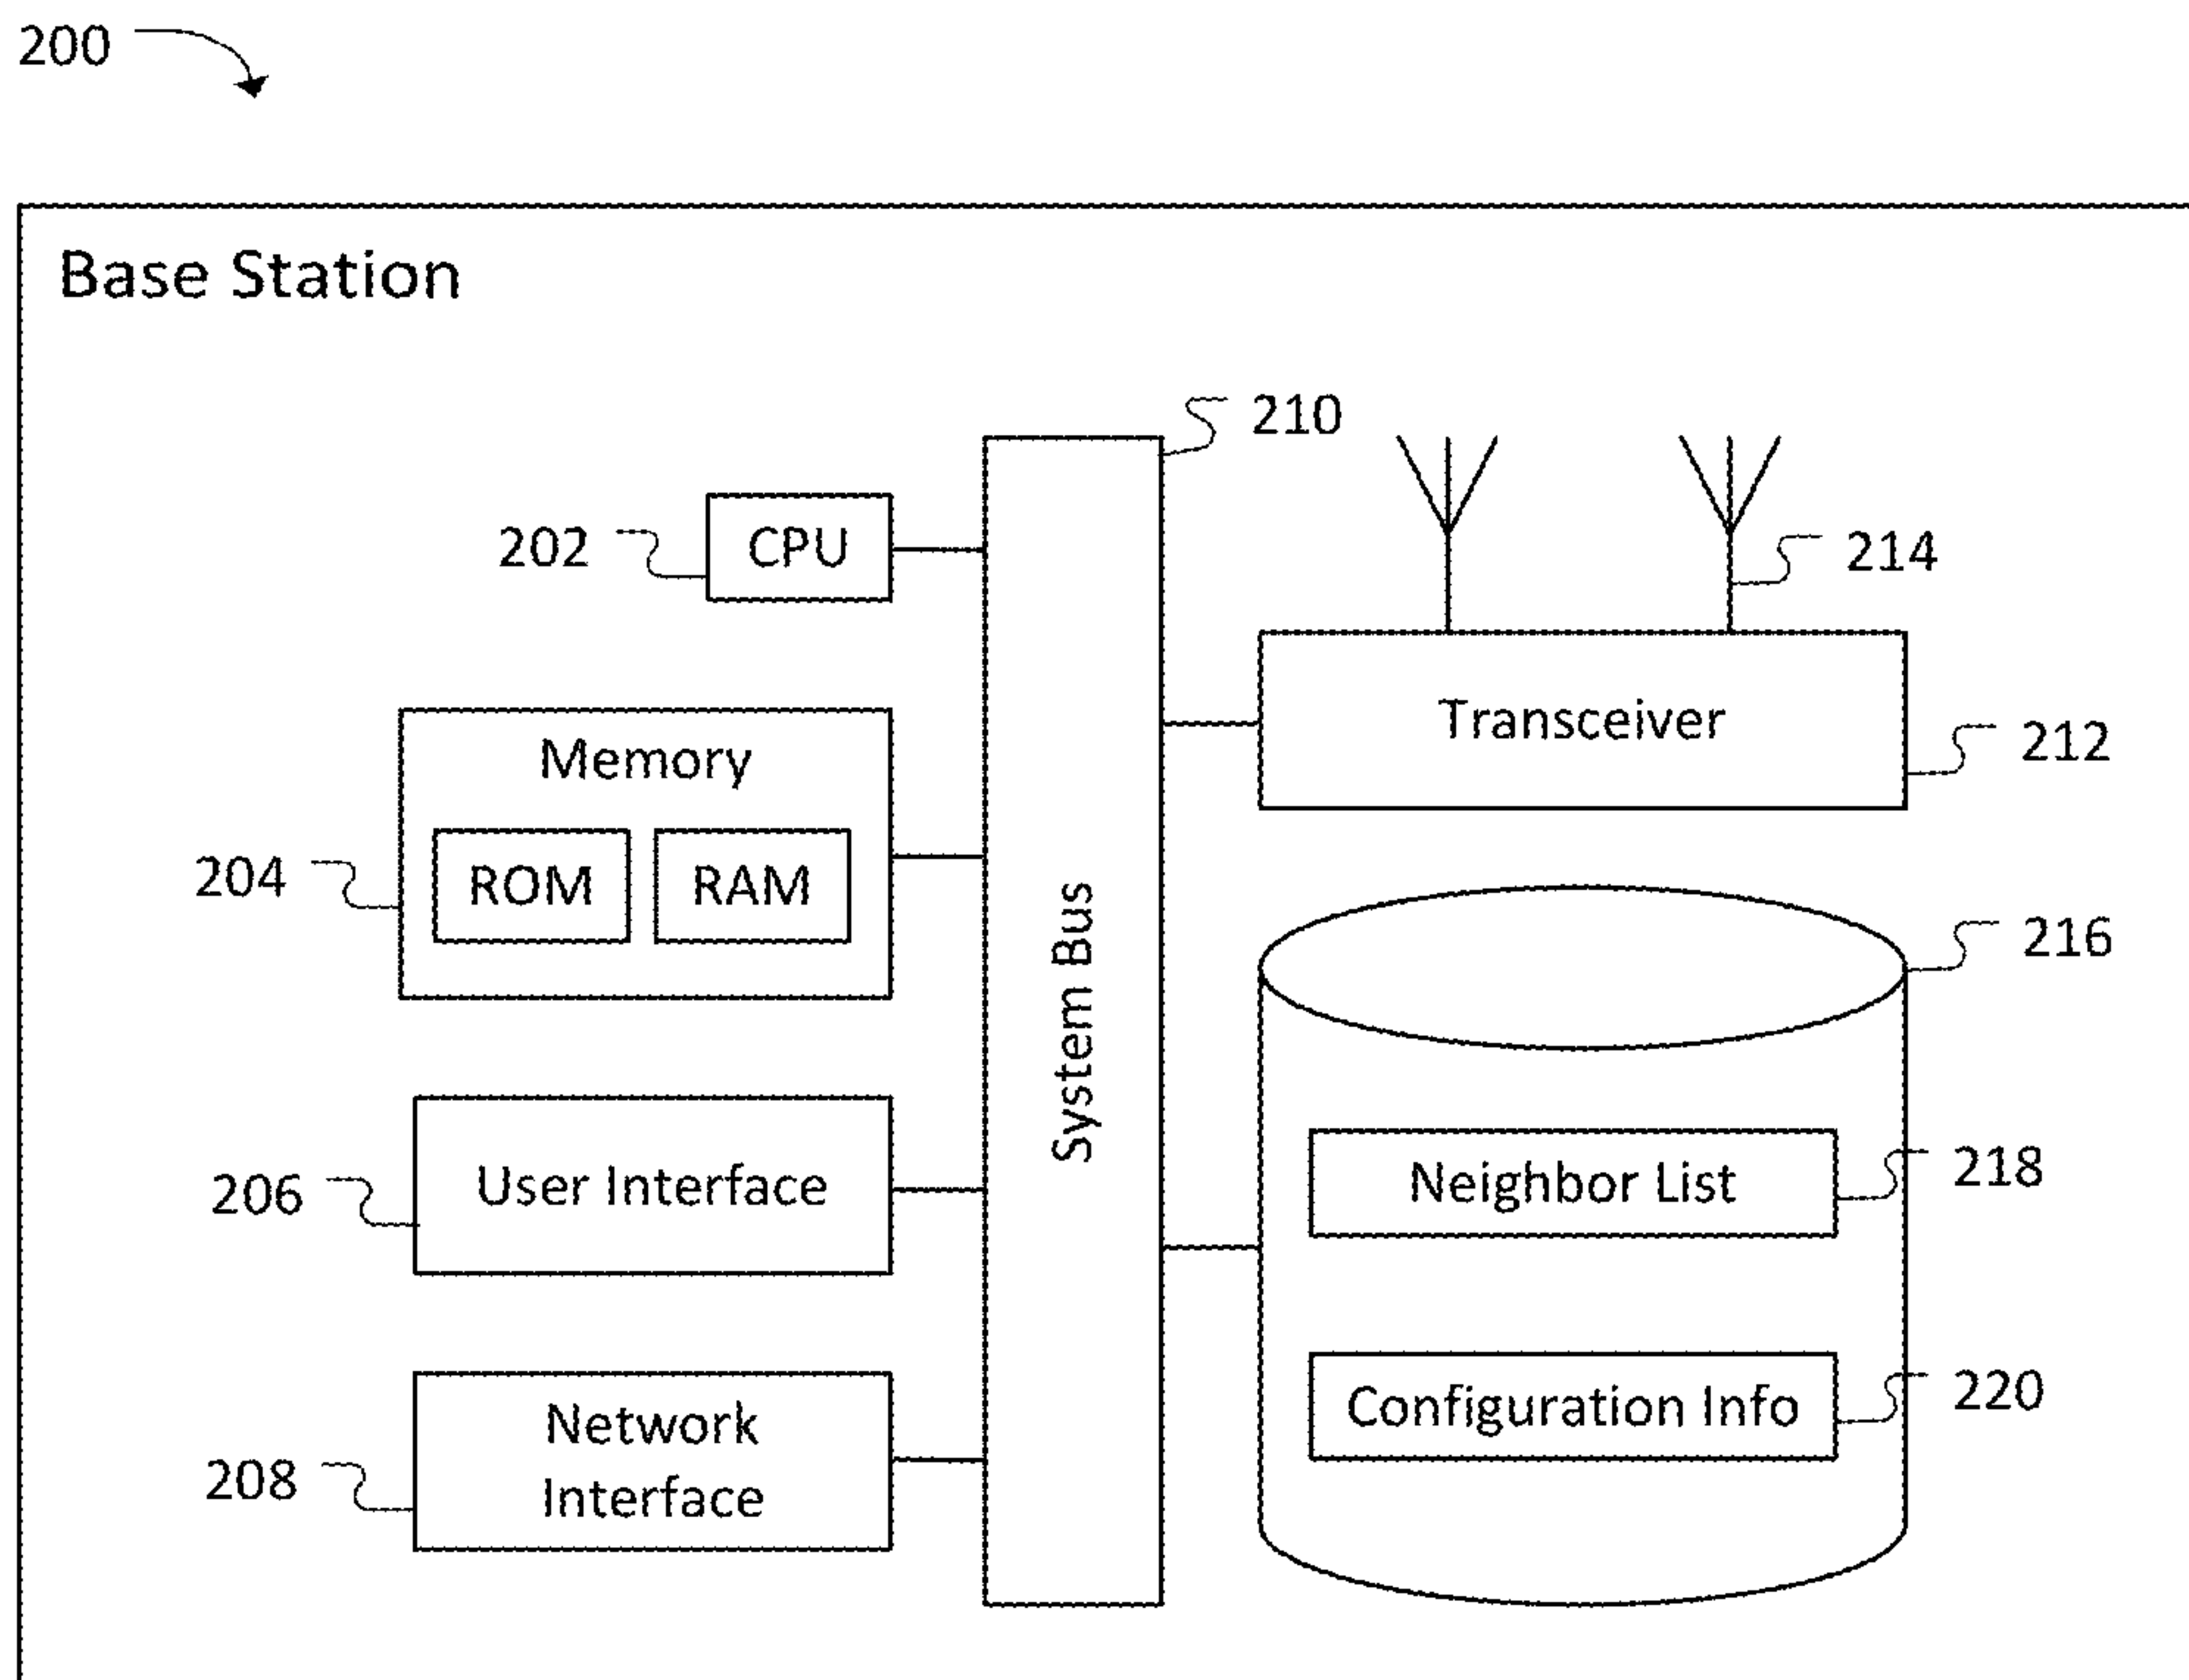 200
Base Station
210
202
CPU
214
Transceiver
212
Memory
204
ROM
RAM
System Bus
216
206
User Interface
Neighbor List
218
Network
Interface
208
Configuration Info
220